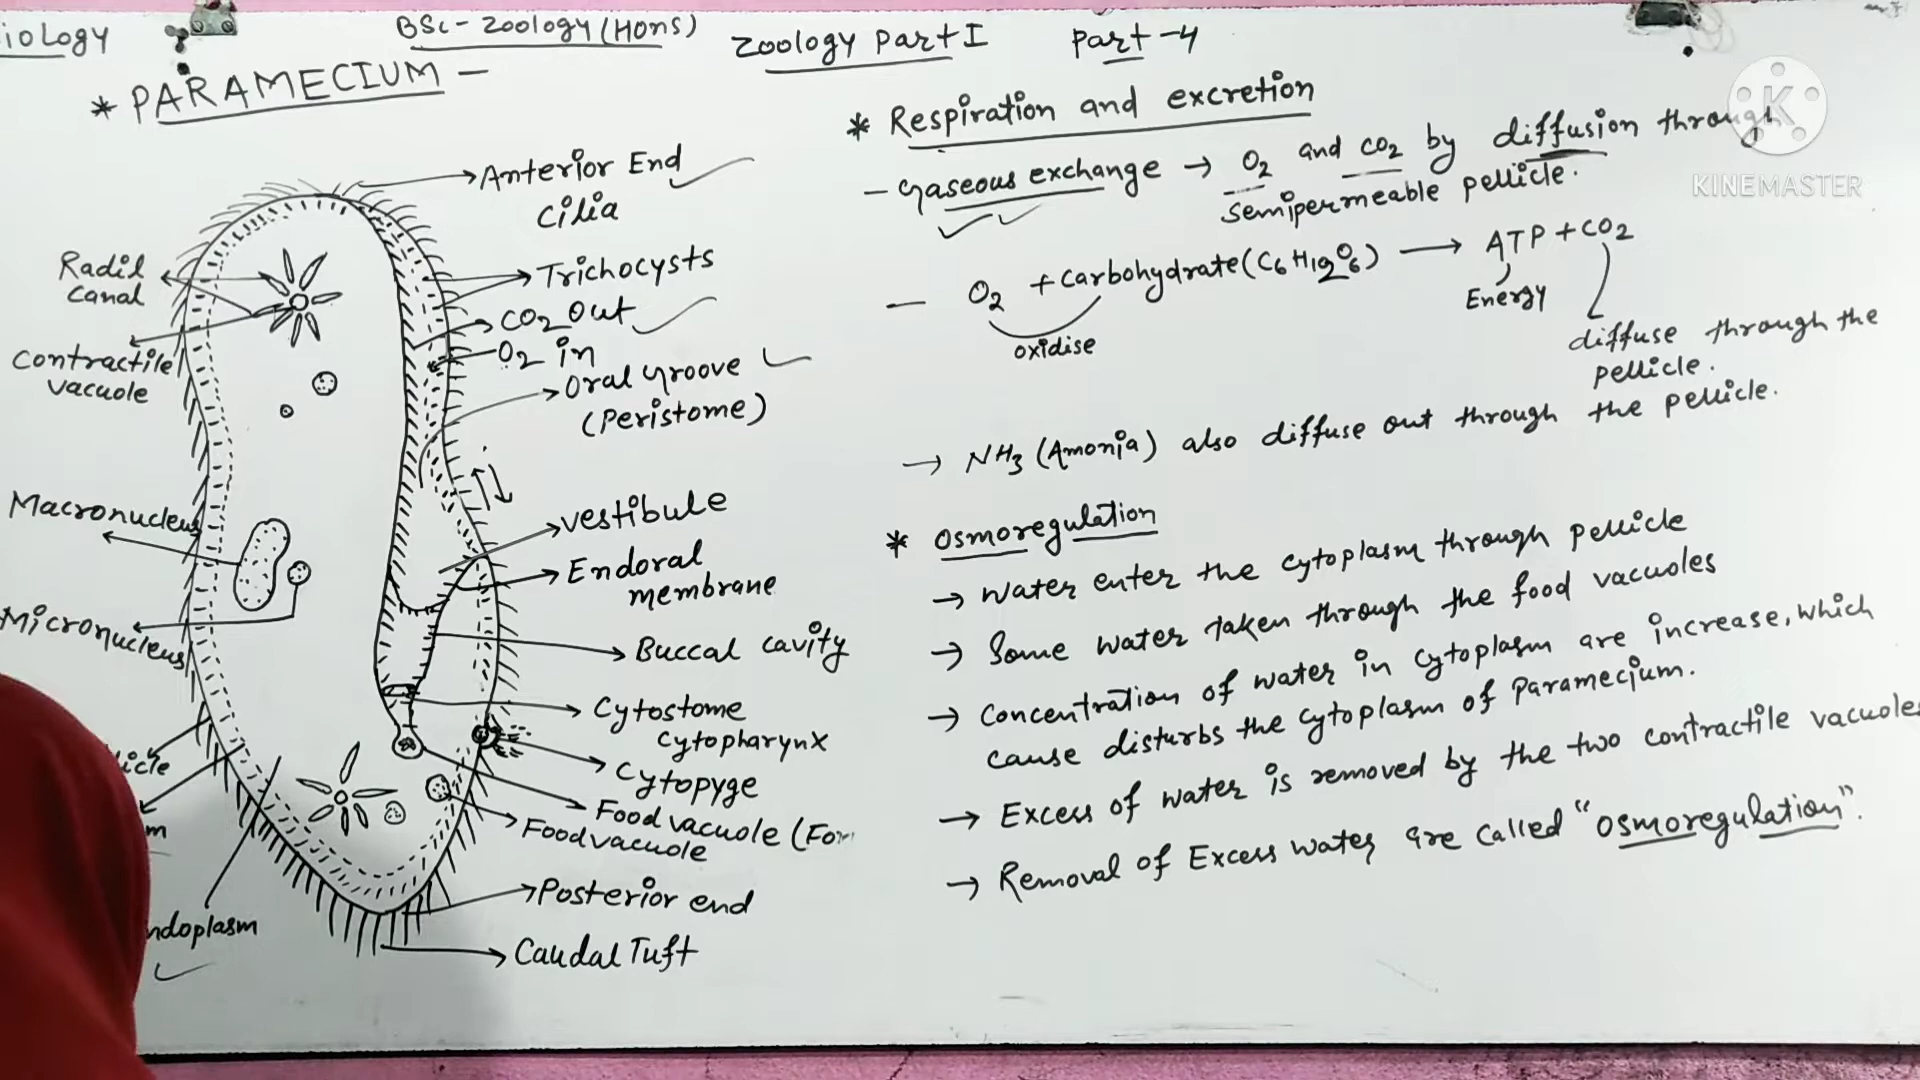 BSc - Zoology (Hons)
Zoology Part I
Part - 4
* PARAMECIUM -
Anterior End
Cilia
Trichocysts
CO2 Out
O2 in
Oral groove
(Peristome)
Vestibule
Endoral
membrane
Buccal cavity
Cytostome
cytopharynx
Cytopyge
Food vacuole
Food vacuole
Posterior end
Caudal Tuft
Radil
canal
Contractile
vacuole
Macronucleus
Micronucleus
* Respiration and excretion
- Gaseous exchange → O2 and CO2 by diffusion through
Semipermeable pellicle.
- O2 + Carbohydrate (C6H12O6) → ATP + CO2
oxidise
Energy
diffuse through the
pellicle.
→ NH3 (Amonia) also diffuse out through the pellicle.
* Osmoregulation
→ Water enter the cytoplasm through pellicle
→ Some water taken through the food vacuoles
→ Concentration of water in cytoplasm are increase, which
cause disturbs the cytoplasm of Paramecium.
→ Excess of water is removed by the two contractile vacuoles
→ Removal of Excess water are called "Osmoregulation".
K
KINEMASTER